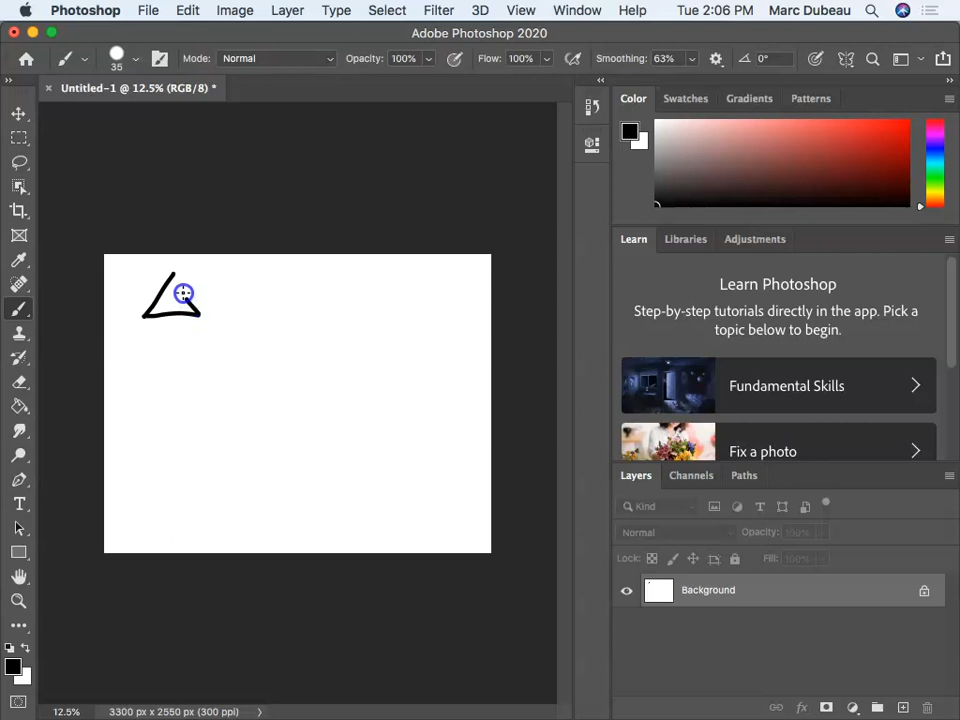 Photoshop File Edit Image Layer Type Select Filter 3D View Window Help Tue 2:06 PM Marc Dubeau
Adobe Photoshop 2020
35 Mode: Normal Opacity: 100% Flow: 100% Smoothing: 63% 0°
Untitled-1 @ 12.5% (RGB/8) *
Color Swatches Gradients Patterns
Learn Libraries Adjustments
Learn Photoshop
Step-by-step tutorials directly in the app. Pick a
topic below to begin.
Fundamental Skills
Fix a photo
Layers Channels Paths
Kind
Normal Opacity: 100%
Lock: Fill: 100%
Background
12.5% 3300 px x 2550 px (300 ppi)